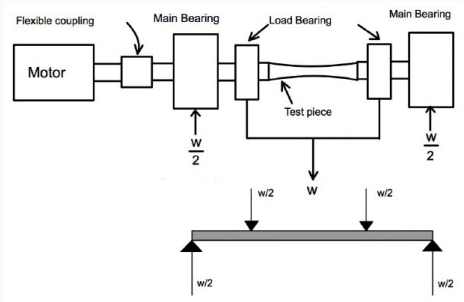 Flexible coupling
Main Bearing
Load Bearing
Main Bearing
Motor
Test piece
W
2
W
2
W
w/2
w/2
w/2
w/2